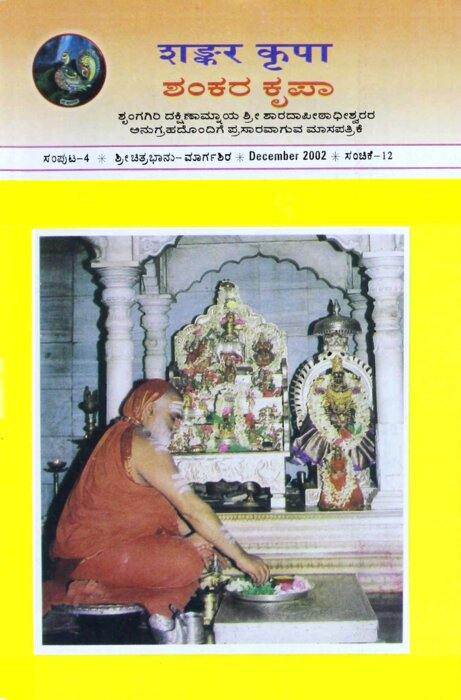 शङ्कर कृपा
ಶಂಕರ ಕೃಪಾ
ಶೃಂಗಗಿರಿ ದಕ್ಷಿಣಾಮ್ನಾಯ ಶ್ರೀ ಶಾರದಾಪೀಠಾಧೀಶ್ವರರ
ಅನುಗ್ರಹದೊಂದಿಗೆ ಪ್ರಸಾರವಾಗುವ ಮಾಸಪತ್ರಿಕೆ
ಸಂಪುಟ-4 ✳ ಶ್ರೀ ಚಿತ್ರಭಾನು-ಮಾರ್ಗಶಿರ ✳ December 2002 ✳ ಸಂಚಿಕೆ-12